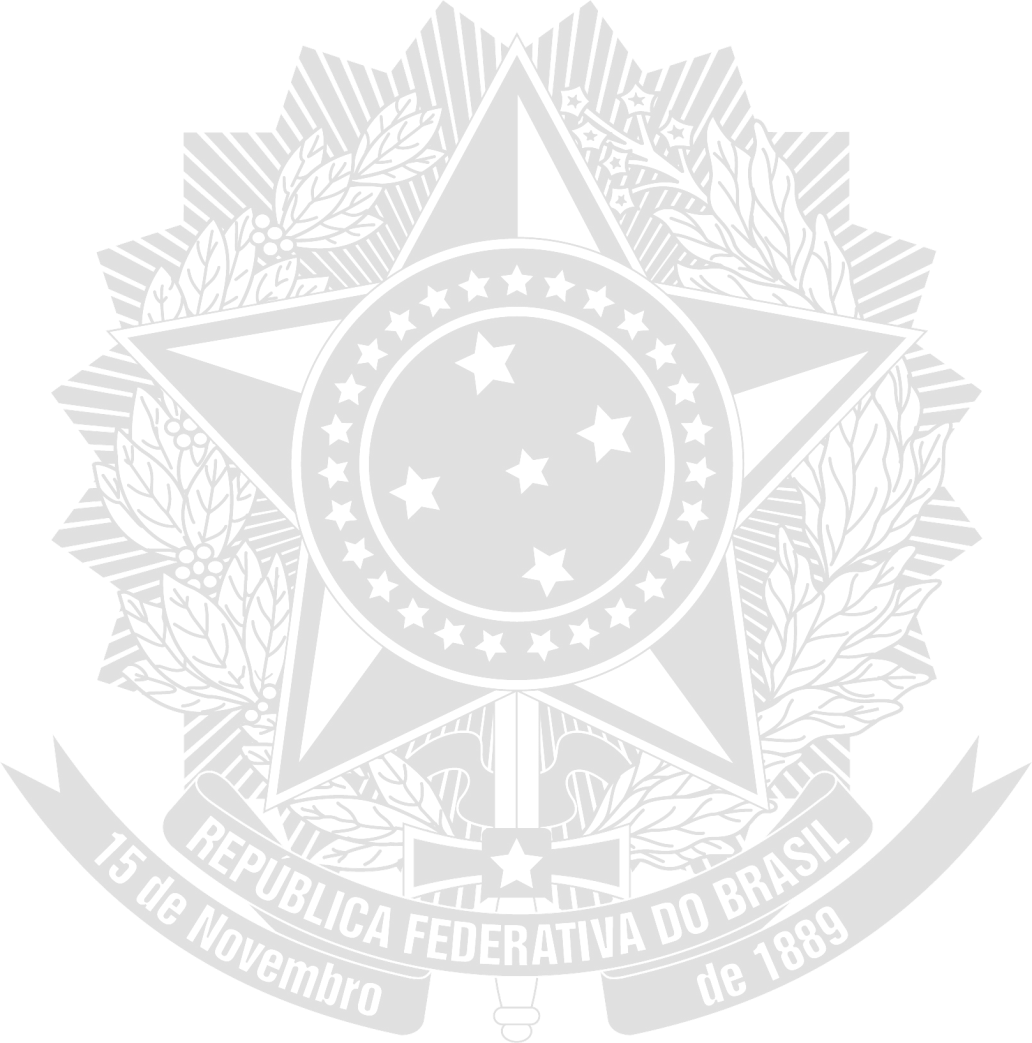 REPÚBLICA FEDERATIVA DO BRASIL
15 de Novembro
de 1889